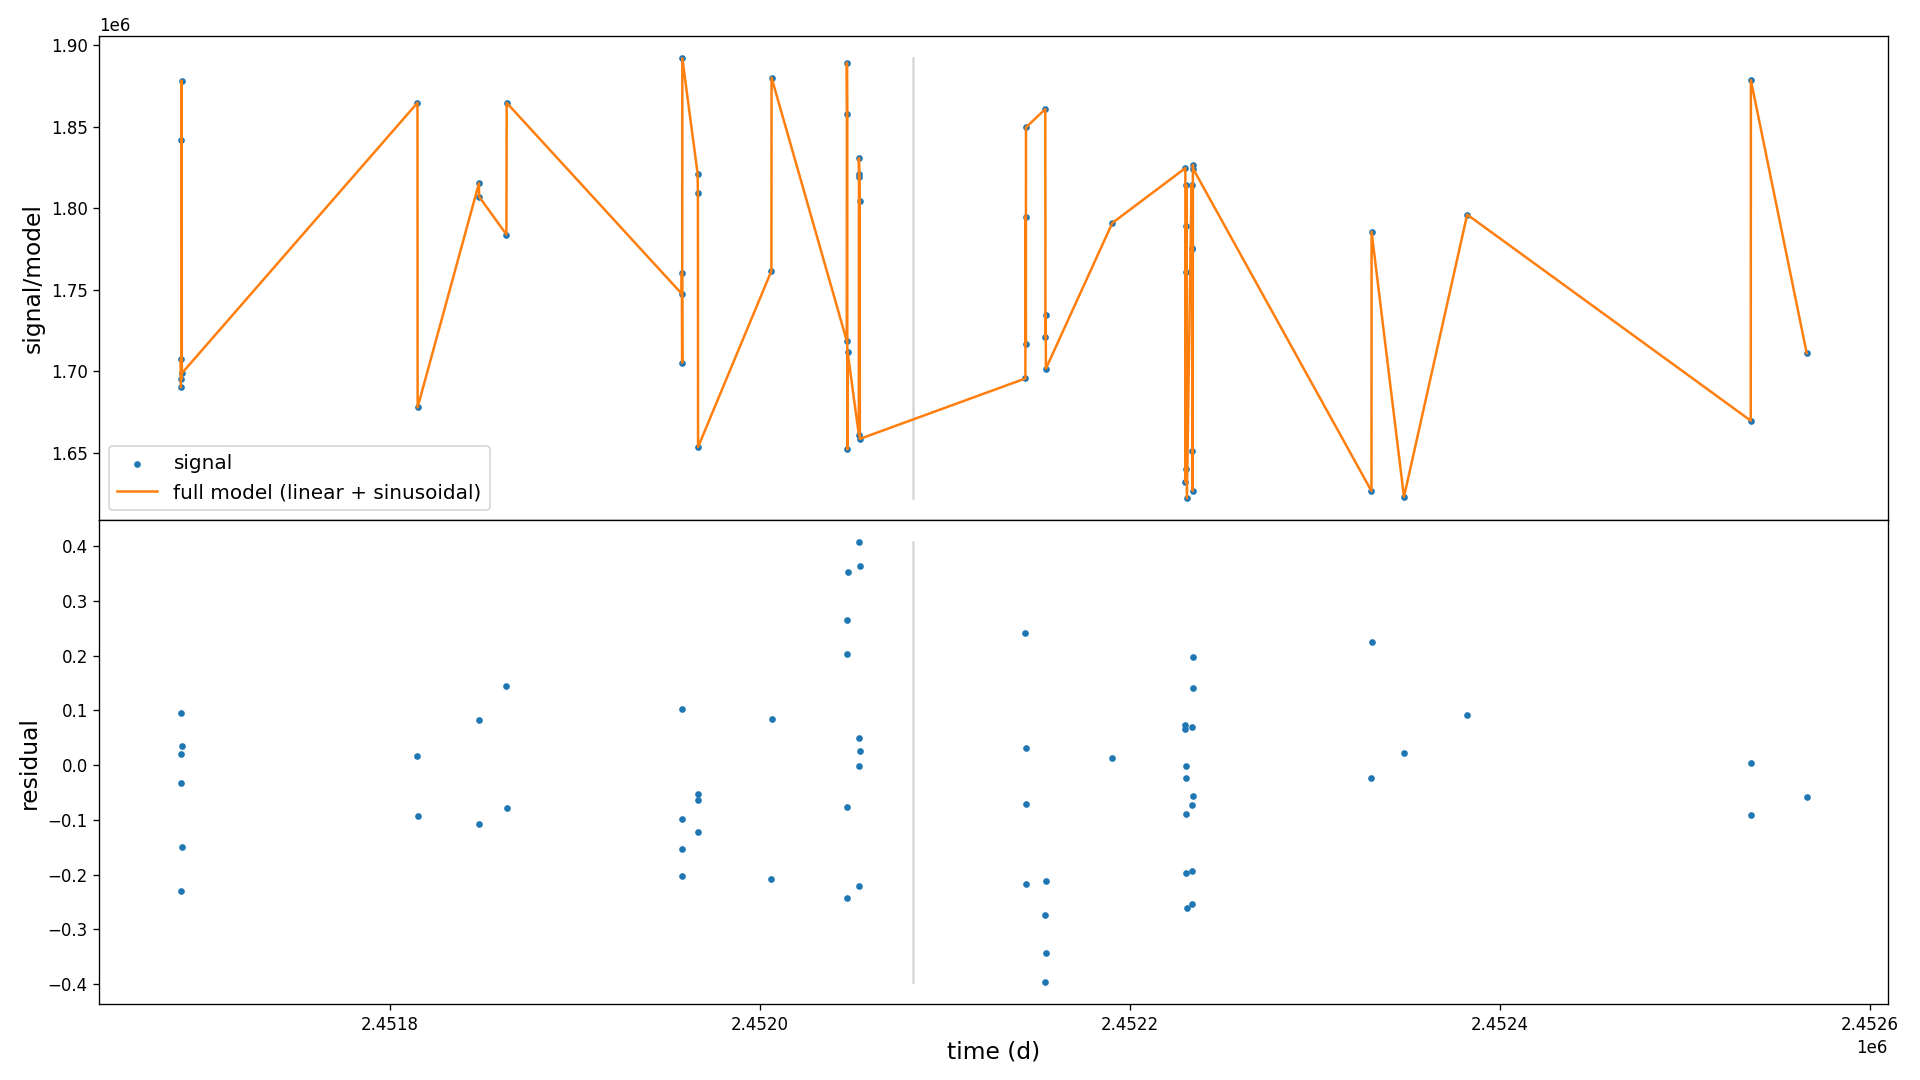 1e6
1.90
1.85
1.80
1.75
1.70
1.65
signal/model
signal
full model (linear + sinusoidal)
0.4
0.3
0.2
0.1
0.0
−0.1
−0.2
−0.3
−0.4
residual
2.4518
2.4520
2.4522
2.4524
2.4526
1e6
time (d)